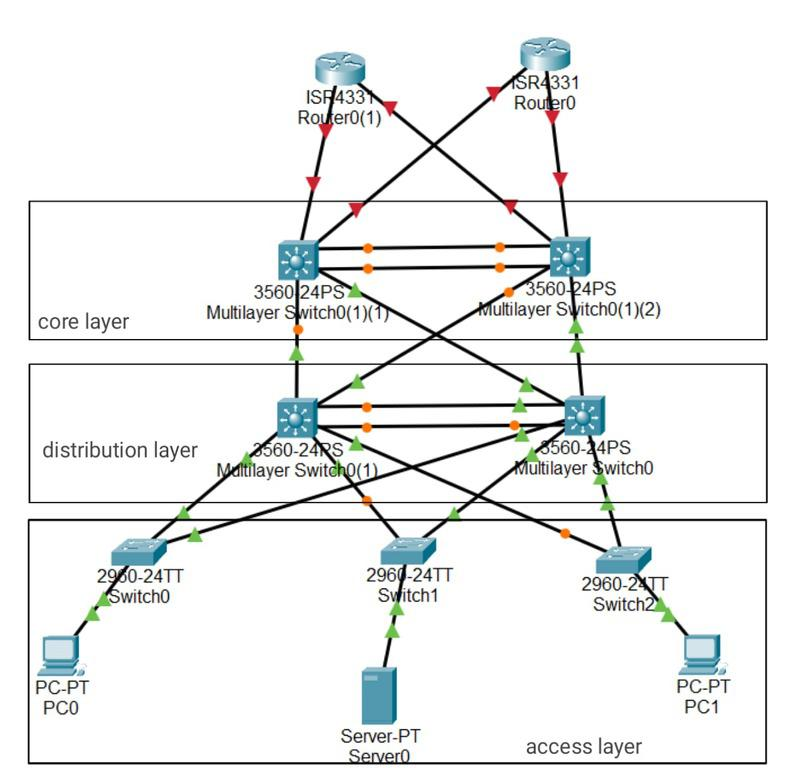 ISR4331
Router0(1)
ISR4331
Router0
3560-24PS
Multilayer Switch0(1)(1)
3560-24PS
Multilayer Switch0(1)(2)
core layer
3560-24PS
Multilayer Switch0(1)
3560-24PS
Multilayer Switch0
distribution layer
2960-24TT
Switch0
2960-24TT
Switch1
2960-24TT
Switch2
PC-PT
PC0
Server-PT
Server0
PC-PT
PC1
access layer